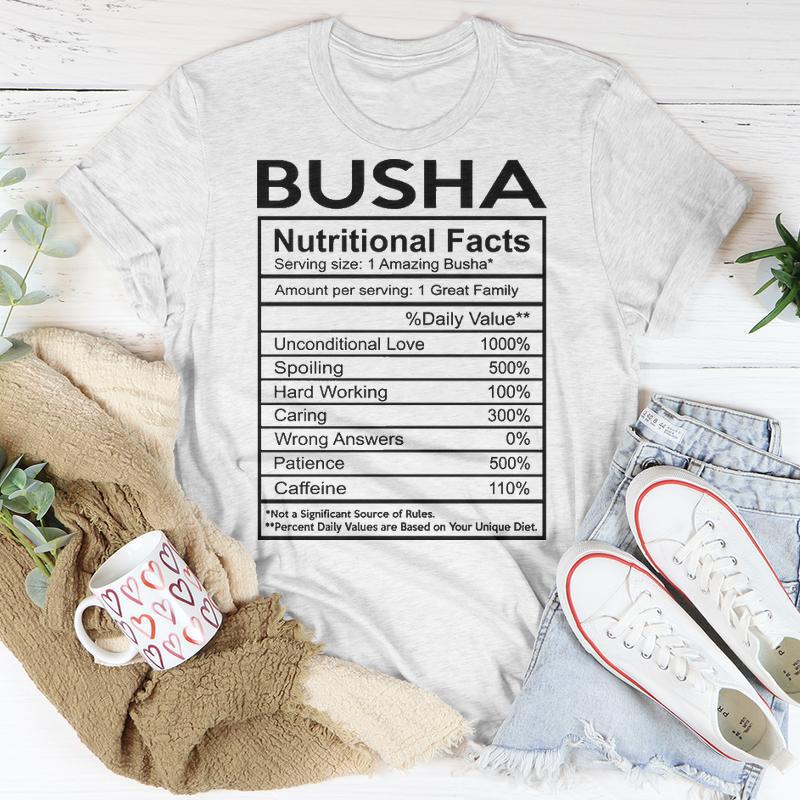 BUSHA
Nutritional Facts
Serving size: 1 Amazing Busha*
Amount per serving: 1 Great Family
%Daily Value**
Unconditional Love 1000%
Spoiling 500%
Hard Working 100%
Caring 300%
Wrong Answers 0%
Patience 500%
Caffeine 110%
*Not a Significant Source of Rules.
**Percent Daily Values are Based on Your Unique Diet.